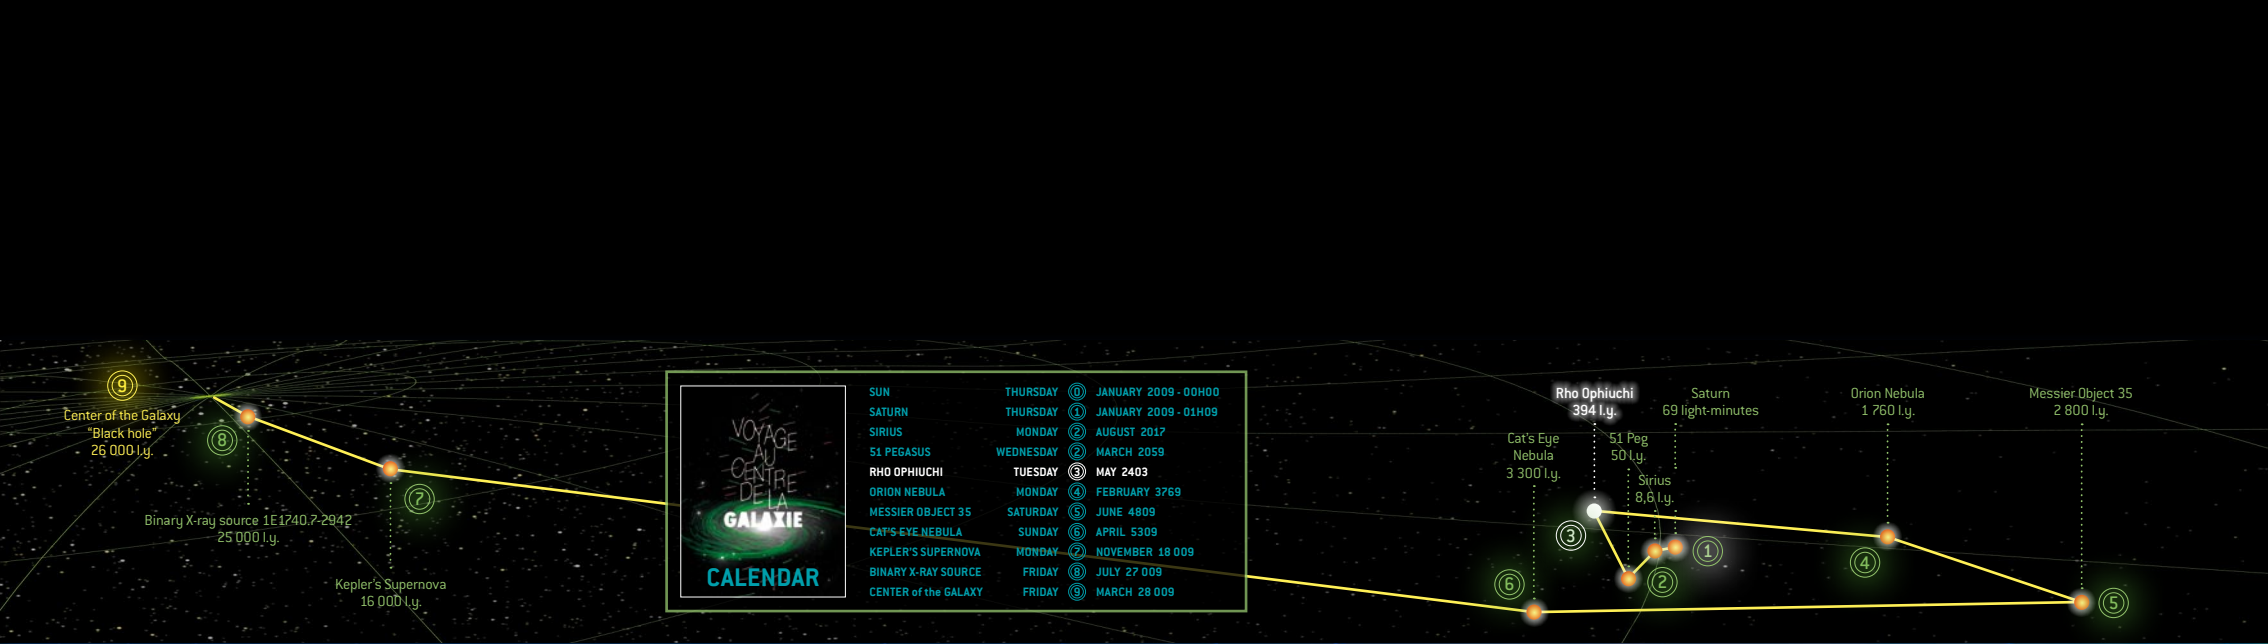 9
Center of the Galaxy
“Black hole”
26 000 l.y.
8
Binary X-ray source 1E1740.7-2942
25 000 l.y.
7
Kepler's Supernova
16 000 l.y.
VOYAGE
AU
CENTRE
DE LA
GALAXIE
CALENDAR
SUN THURSDAY 0 JANUARY 2009 - 00H00
SATURN THURSDAY 1 JANUARY 2009 - 01H09
SIRIUS MONDAY 2 AUGUST 2017
51 PEGASUS WEDNESDAY 2 MARCH 2059
RHO OPHIUCHI TUESDAY 3 MAY 2403
ORION NEBULA MONDAY 4 FEBRUARY 3769
MESSIER OBJECT 35 SATURDAY 5 JUNE 4809
CAT'S EYE NEBULA SUNDAY 6 APRIL 5309
KEPLER'S SUPERNOVA MONDAY 7 NOVEMBER 18 009
BINARY X-RAY SOURCE FRIDAY 8 JULY 27 009
CENTER of the GALAXY FRIDAY 9 MARCH 28 009
Cat's Eye
Nebula
3 300 l.y.
6
Rho Ophiuchi
394 l.y.
3
51 Peg
50 l.y.
Sirius
8,6 l.y.
2
Saturn
69 light-minutes
1
Orion Nebula
1 760 l.y.
4
Messier Object 35
2 800 l.y.
5